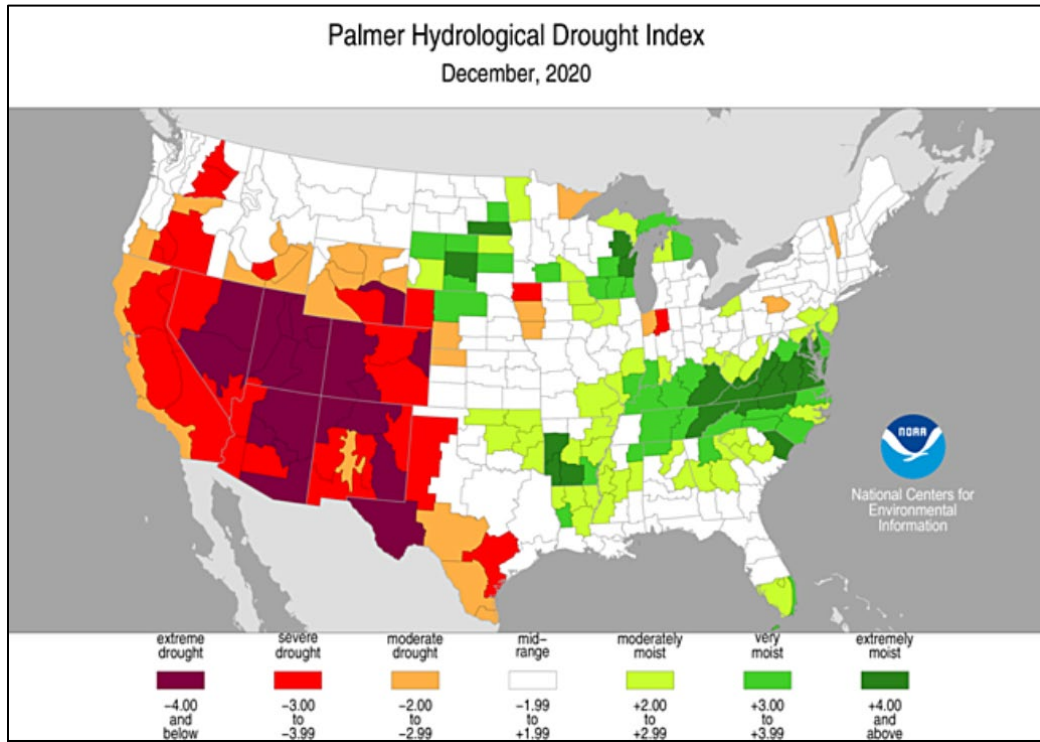 Palmer Hydrological Drought Index
December, 2020
NOAA
National Centers for
Environmental
Information
extreme drought
severe drought
moderate drought
mid-range
moderately moist
very moist
extremely moist
-4.00 and below
-3.00 to -3.99
-2.00 to -2.99
-1.99 to +1.99
+2.00 to +2.99
+3.00 to +3.99
+4.00 and above